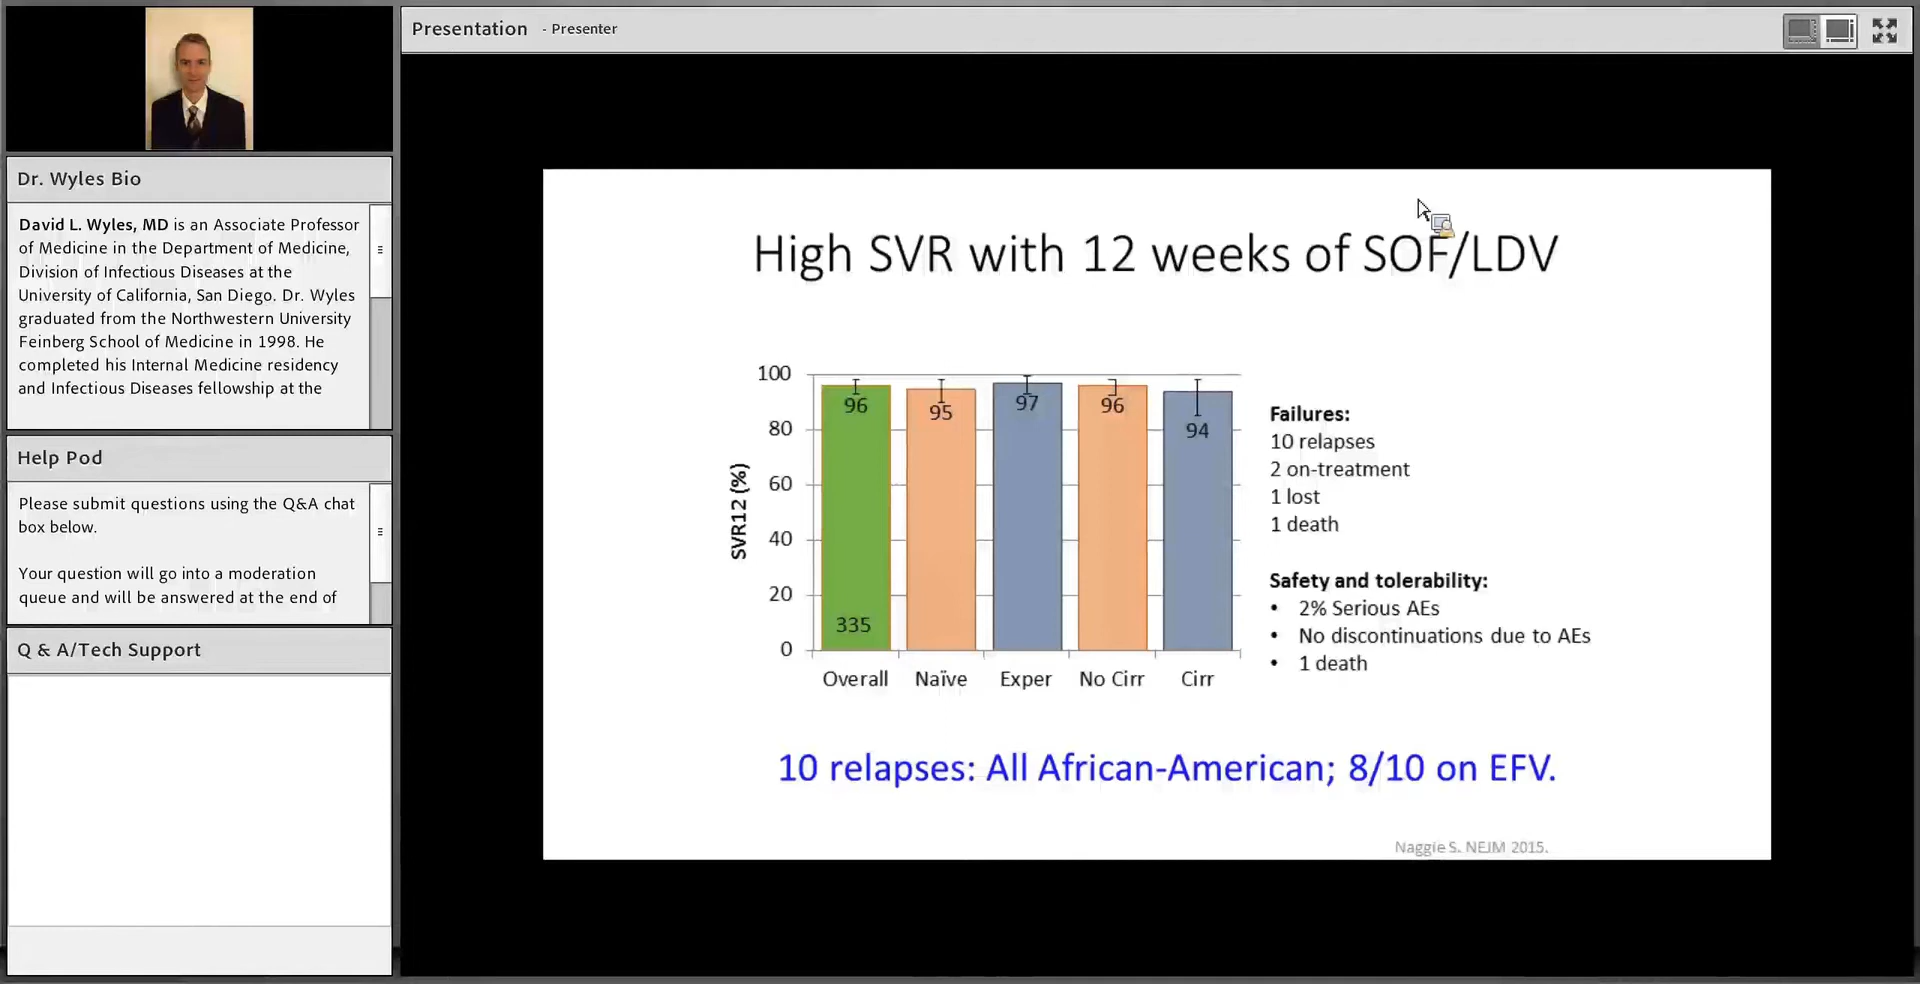 Dr. Wyles Bio
David L. Wyles, MD is an Associate Professor
of Medicine in the Department of Medicine,
Division of Infectious Diseases at the
University of California, San Diego. Dr. Wyles
graduated from the Northwestern University
Feinberg School of Medicine in 1998. He
completed his Internal Medicine residency
and Infectious Diseases fellowship at the
Help Pod
Please submit questions using the Q&A chat
box below.
Your question will go into a moderation
queue and will be answered at the end of
Q & A/Tech Support
Presentation - Presenter
High SVR with 12 weeks of SOF/LDV
SVR12 (%)
100
80
60
40
20
0
96
95
97
96
94
335
Overall
Naïve
Exper
No Cirr
Cirr
Failures:
10 relapses
2 on-treatment
1 lost
1 death
Safety and tolerability:
• 2% Serious AEs
• No discontinuations due to AEs
• 1 death
10 relapses: All African-American; 8/10 on EFV.
Naggie S. NEJM 2015.